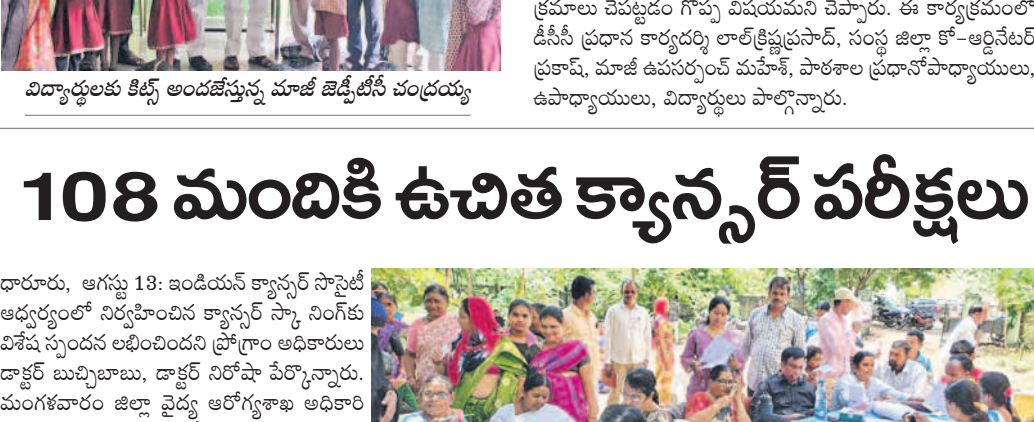 విద్యార్థులకు కిట్స్ అందజేస్తున్న మాజీ జెడ్పీటీసీ చంద్రయ్య
క్రమాలు చేపట్టడం గొప్ప విషయమని చెప్పారు. ఈ కార్యక్రమంలో
డీసీసీ ప్రధాన కార్యదర్శి లాల్‌క్రిష్ణప్రసాద్, సంస్థ జిల్లా కో-ఆర్డినేటర్
ప్రకాష్, మాజీ ఉపసర్పంచ్ మహేశ్, పాఠశాల ప్రధానోపాధ్యాయులు,
ఉపాధ్యాయులు, విద్యార్థులు పాల్గొన్నారు.
108 మందికి ఉచిత క్యాన్సర్ పరీక్షలు
ధారూరు, ఆగస్టు 13: ఇండియన్ క్యాన్సర్ సొసైటీ
ఆధ్వర్యంలో నిర్వహించిన క్యాన్సర్ స్కా నింగ్‌కు
విశేష స్పందన లభించిందని ప్రోగ్రాం అధికారులు
డాక్టర్ బుచ్చిబాబు, డాక్టర్ నిరోషా పేర్కొన్నారు.
మంగళవారం జిల్లా వైద్య ఆరోగ్యశాఖ అధికారి